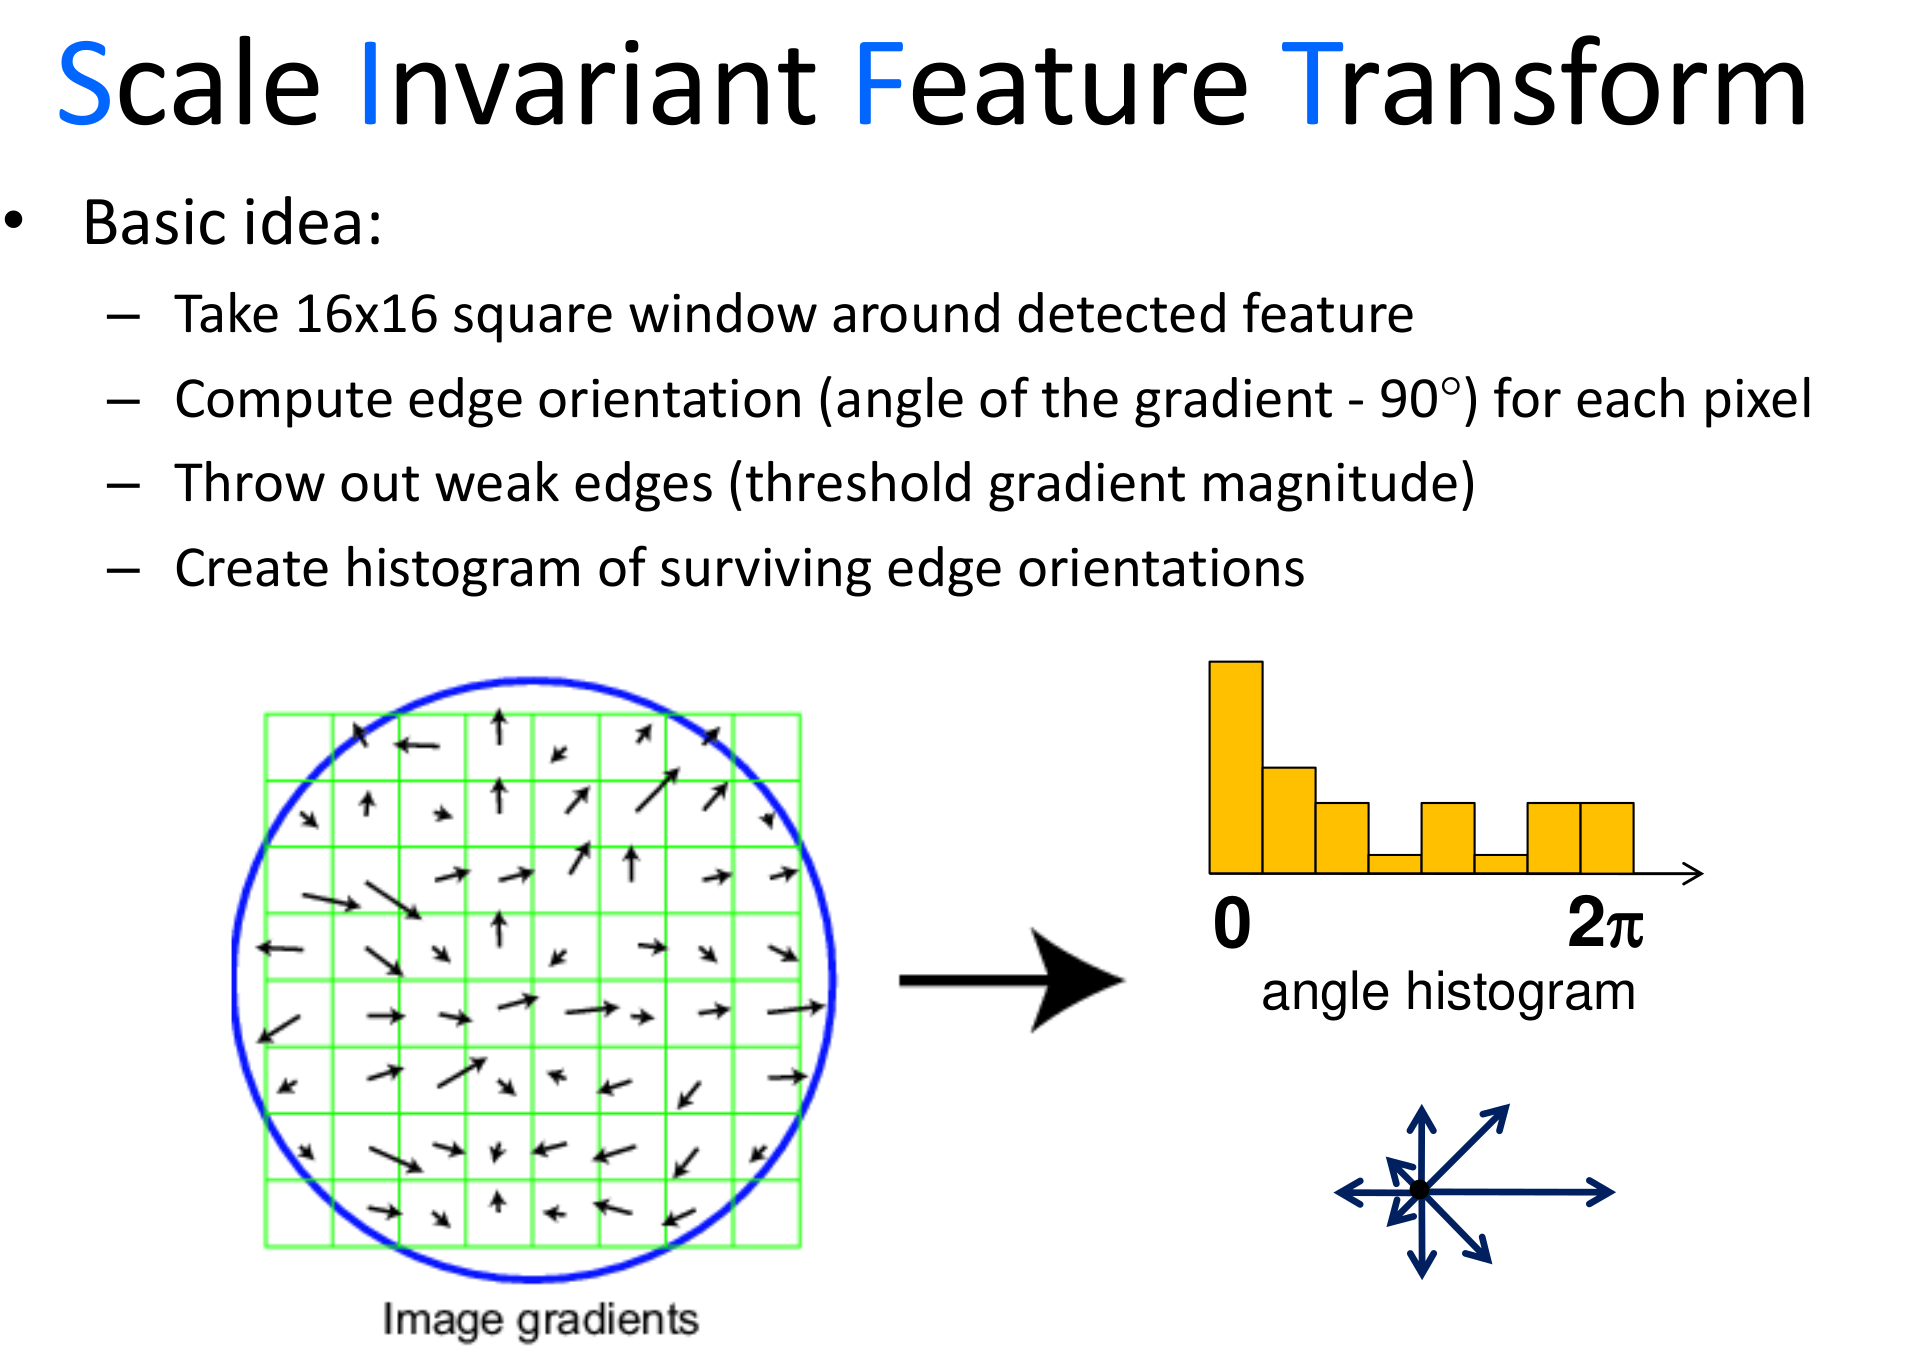 Scale Invariant Feature Transform
• Basic idea:
– Take 16x16 square window around detected feature
– Compute edge orientation (angle of the gradient - 90°) for each pixel
– Throw out weak edges (threshold gradient magnitude)
– Create histogram of surviving edge orientations
0 2π
angle histogram
Image gradients